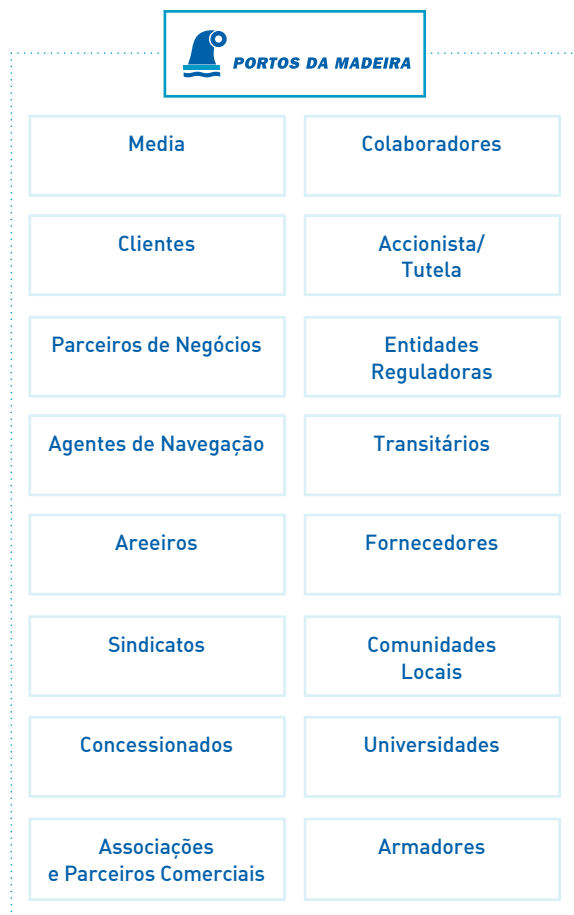 PORTOS DA MADEIRA
Media
Colaboradores
Clientes
Accionista/
Tutela
Parceiros de Negócios
Entidades
Reguladoras
Agentes de Navegação
Transitários
Areeiros
Fornecedores
Sindicatos
Comunidades
Locais
Concessionados
Universidades
Associações
e Parceiros Comerciais
Armadores